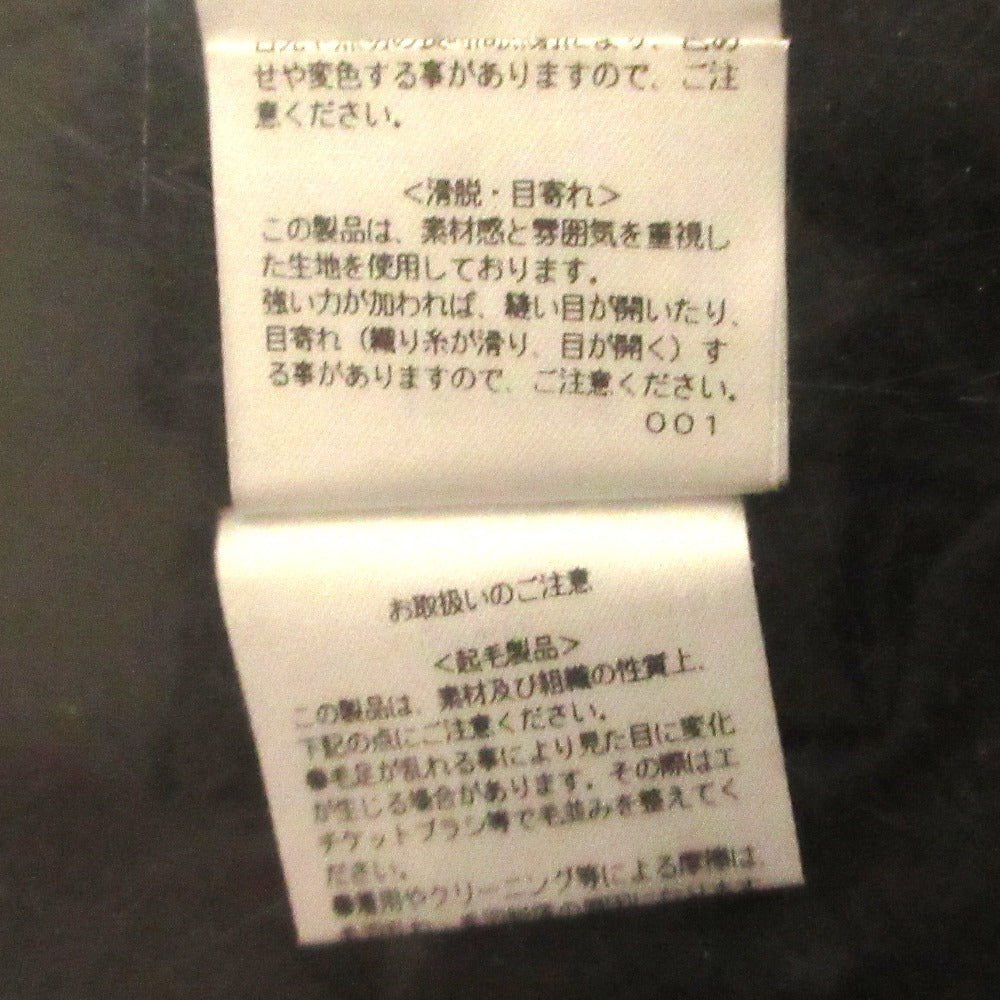 により、色あ
せや変色する事がありますので、ご注
意ください。
<滑脱・目寄れ>
この製品は、素材感と雰囲気を重視し
た生地を使用しております。
強い力が加われば、縫い目が開いたり、
目寄れ（織り糸が滑り、目が開く）す
る事がありますので、ご注意ください。
001
お取扱いのご注意
<起毛製品>
この製品は、素材及び組織の性質上、
下記の点にご注意ください。
●毛足が乱れる事により見た目に変化
が生じる場合があります。その際はエ
チケットブラシ等で毛並みを整えてく
ださい。
●着用やクリーニング等による摩擦は、